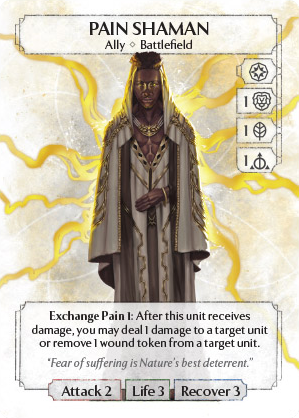 PAIN SHAMAN
Ally ⟡ Battlefield
1
1
1
Exchange Pain 1: After this unit receives
damage, you may deal 1 damage to a target unit
or remove 1 wound token from a target unit.
"Fear of suffering is Nature's best deterrent."
Attack 2 Life 3 Recover 3